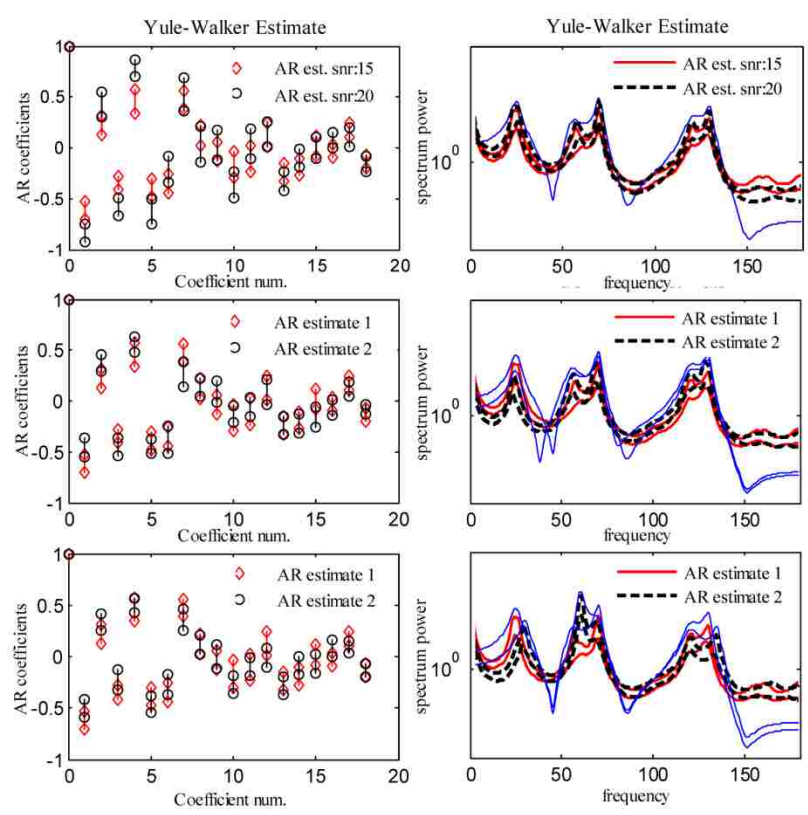 Yule-Walker Estimate
AR coefficients
1
0.5
0
-0.5
-1
AR est. snr:15
AR est. snr:20
0 5 10 15 20
Coefficient num.
Yule-Walker Estimate
spectrum power
10^0
AR est. snr:15
AR est. snr:20
0 50 100 150
frequency
AR coefficients
1
0.5
0
-0.5
-1
AR estimate 1
AR estimate 2
0 5 10 15 20
Coefficient num.
spectrum power
10^0
AR estimate 1
AR estimate 2
0 50 100 150
frequency
AR coefficients
1
0.5
0
-0.5
-1
AR estimate 1
AR estimate 2
0 5 10 15 20
Coefficient num.
spectrum power
10^0
AR estimate 1
AR estimate 2
0 50 100 150
frequency